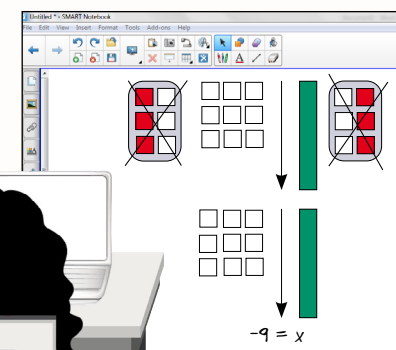 Untitled * - SMART Notebook
File Edit View Insert Format Tools Add-ons Help
A
-9 = x